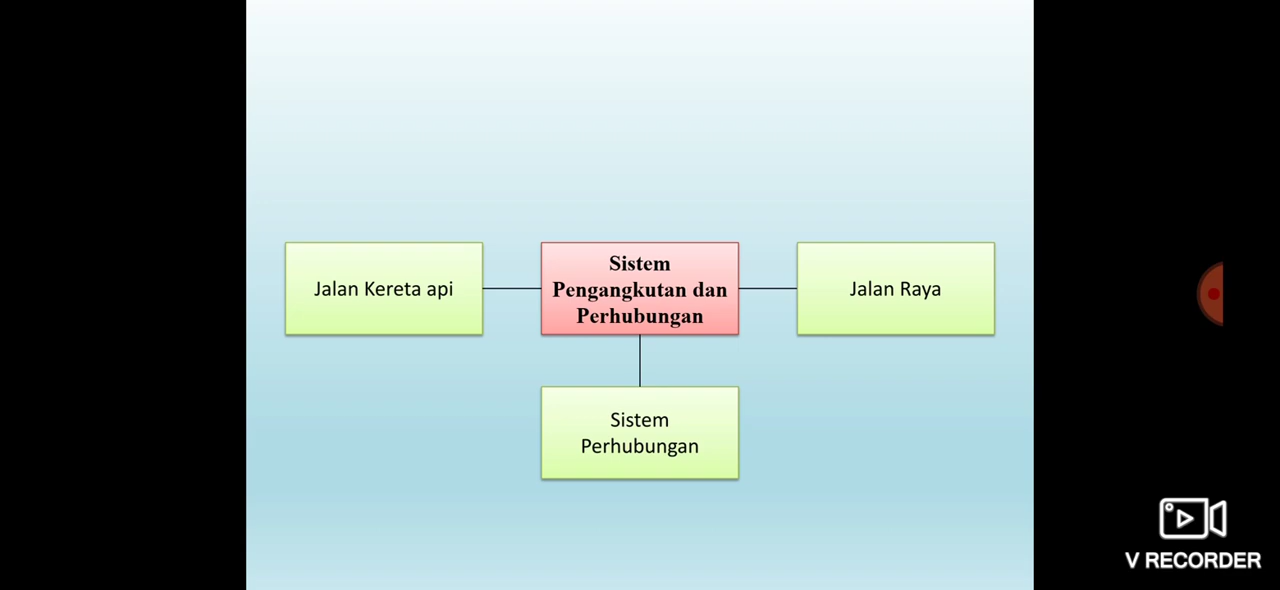 Sistem
Pengangkutan dan
Perhubungan
Jalan Kereta api
Jalan Raya
Sistem
Perhubungan
V RECORDER